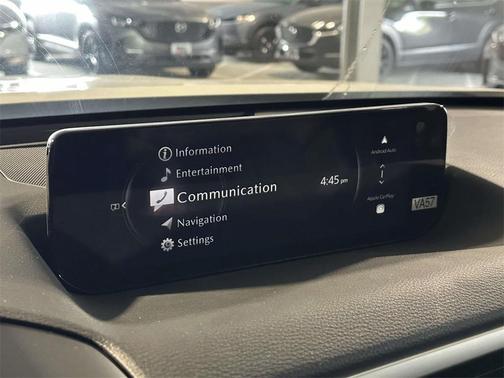 Information
Entertainment
Communication
Navigation
Settings
4:45 pm
Android Auto
Apple CarPlay
VA57